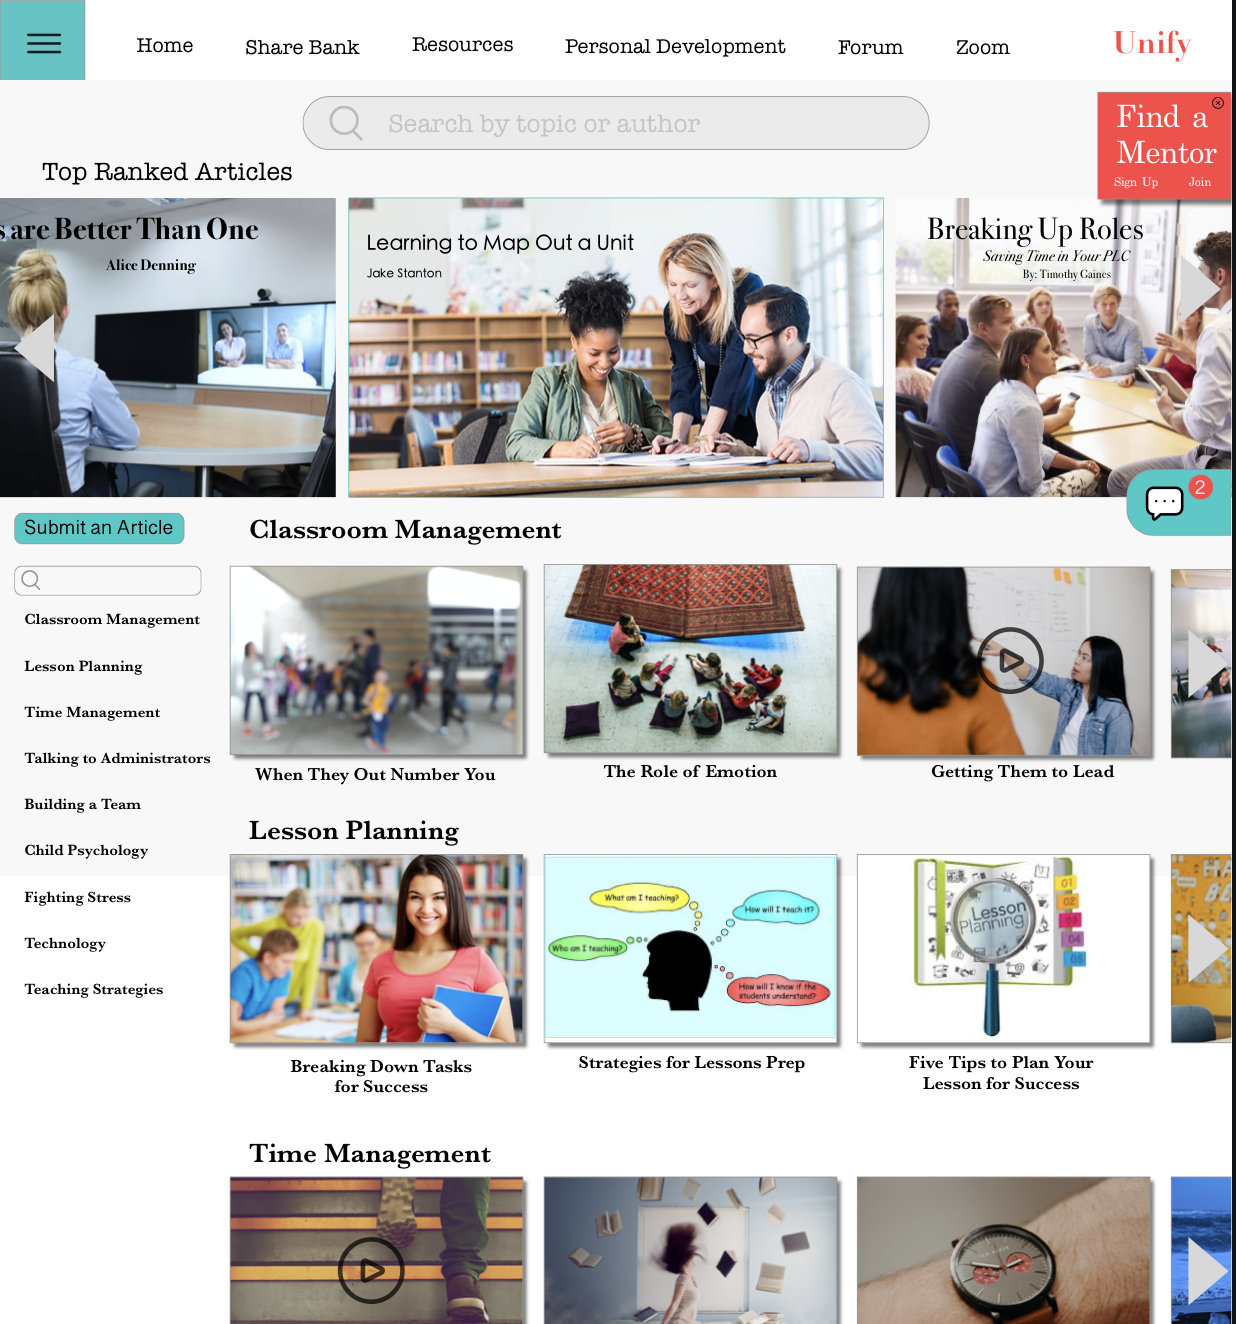 Home
Share Bank
Resources
Personal Development
Forum
Zoom
Unify
Search by topic or author
Find a
Mentor
Sign Up Join
Top Ranked Articles
s are Better Than One
Alice Denning
Learning to Map Out a Unit
Jake Stanton
Breaking Up Roles
Saving Time in Your PLC
By: Timothy Gaines
2
Submit an Article
Classroom Management
Lesson Planning
Time Management
Talking to Administrators
Building a Team
Child Psychology
Fighting Stress
Technology
Teaching Strategies
Classroom Management
When They Out Number You
The Role of Emotion
Getting Them to Lead
Lesson Planning
What am I teaching?
How will I teach it?
Who am I teaching?
How will I know if the
students understand?
Lesson
Planning
01
02
03
04
05
Breaking Down Tasks
for Success
Strategies for Lessons Prep
Five Tips to Plan Your
Lesson for Success
Time Management